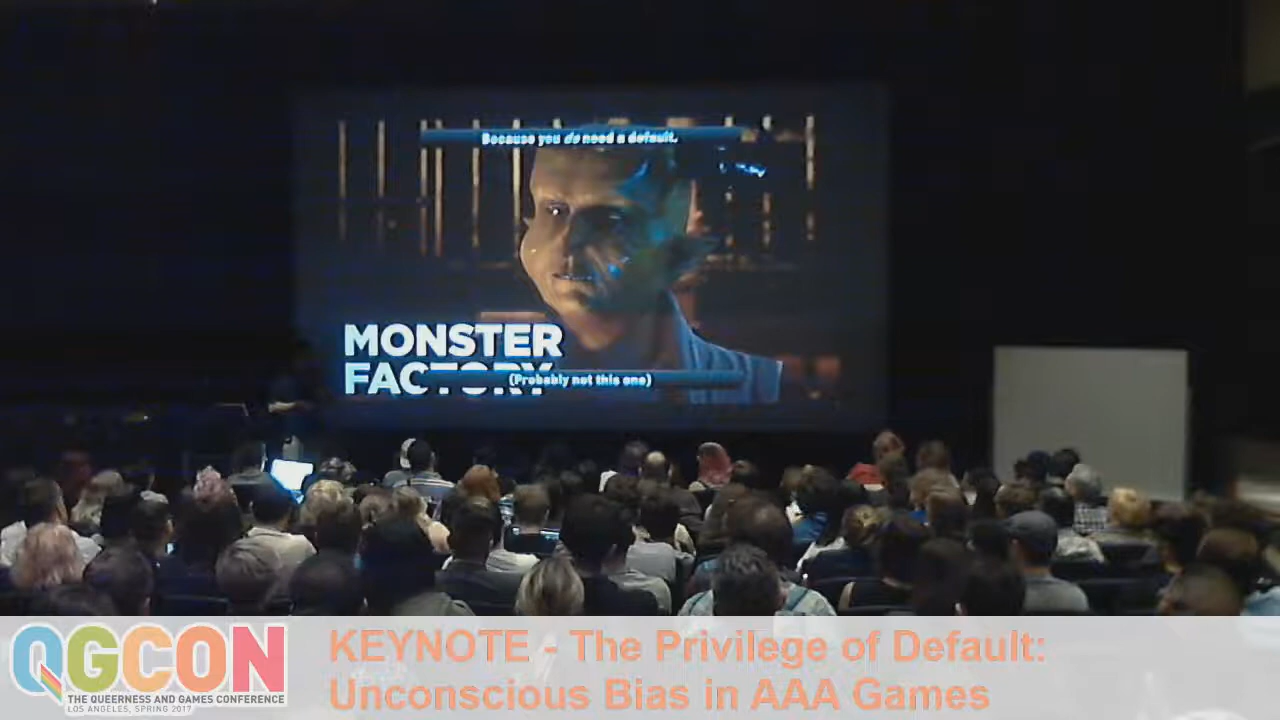 Because you do need a default.
MONSTER
FACTORY
(Probably not this one)
QGCON
THE QUEERNESS AND GAMES CONFERENCE
LOS ANGELES, SPRING 2017
KEYNOTE - The Privilege of Default:
Unconscious Bias in AAA Games